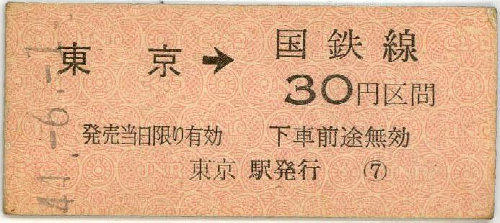 東京→国鉄線
30円区間
発売当日限り有効 下車前途無効
東京駅発行 ⑦
41.-6.-1